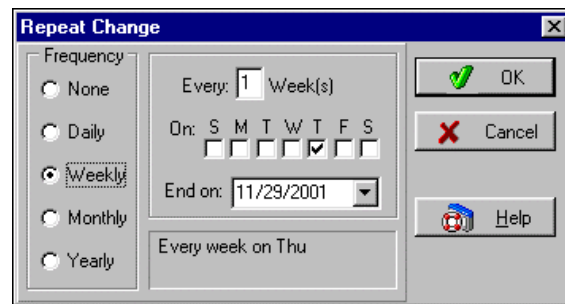 Repeat Change
Frequency
None
Daily
Weekly
Monthly
Yearly
Every: 1 Week(s)
On: S M T W T F S
End on: 11/29/2001
Every week on Thu
OK
Cancel
Help